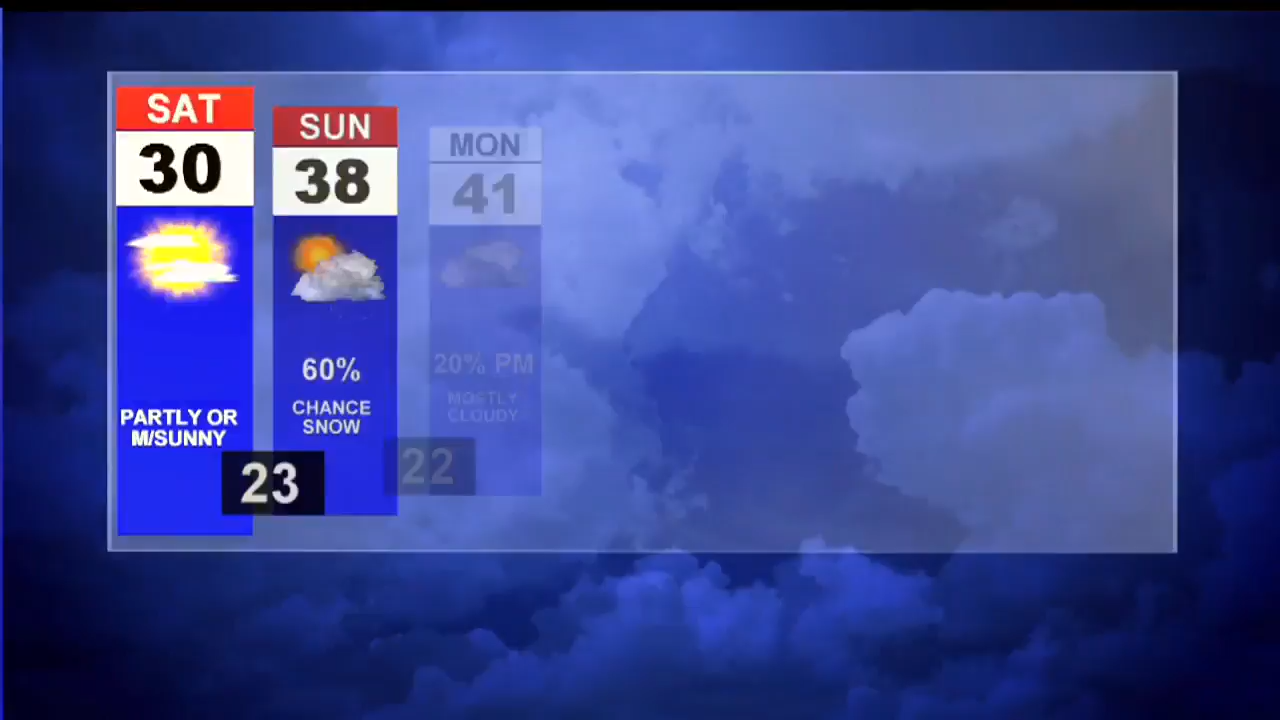 SAT
30
PARTLY OR
M/SUNNY
23
SUN
38
60%
CHANCE
SNOW
22
MON
41
20% PM
MOSTLY
CLOUDY